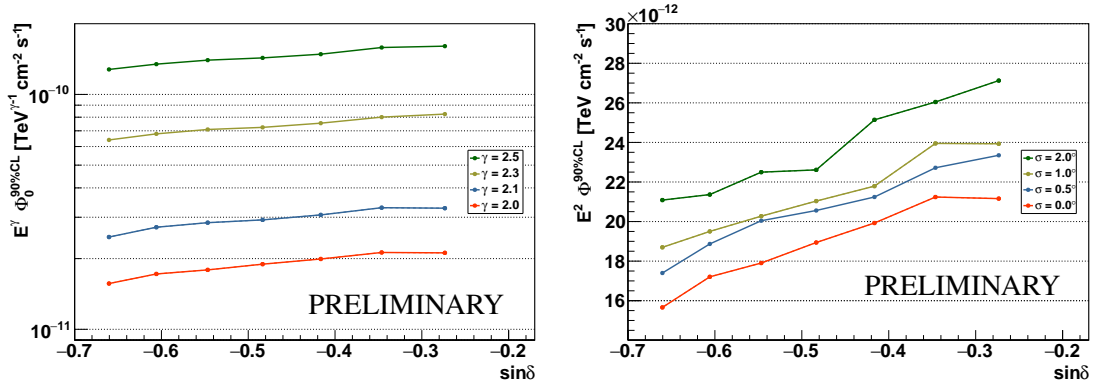 E^γ Φ_0^90%CL [TeV^γ-1 cm^-2 s^-1]
10^-10
10^-11
γ = 2.5
γ = 2.3
γ = 2.1
γ = 2.0
PRELIMINARY
−0.7 −0.6 −0.5 −0.4 −0.3 −0.2
sinδ
×10^-12
E^2 Φ^90%CL [TeV cm^-2 s^-1]
30
28
26
24
22
20
18
16
σ = 2.0°
σ = 1.0°
σ = 0.5°
σ = 0.0°
PRELIMINARY
−0.7 −0.6 −0.5 −0.4 −0.3 −0.2
sinδ